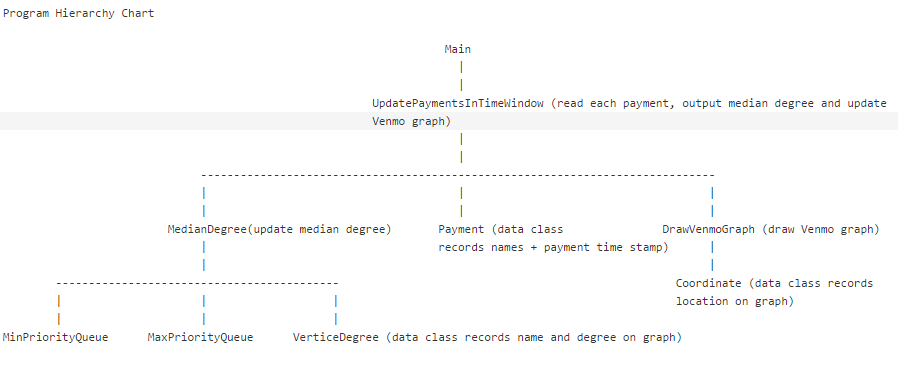 Program Hierarchy Chart
Main
UpdatePaymentsInTimeWindow (read each payment, output median degree and update
Venmo graph)
MedianDegree(update median degree)
Payment (data class
records names + payment time stamp)
DrawVenmoGraph (draw Venmo graph)
Coordinate (data class records
location on graph)
MinPriorityQueue
MaxPriorityQueue
VerticeDegree (data class records name and degree on graph)